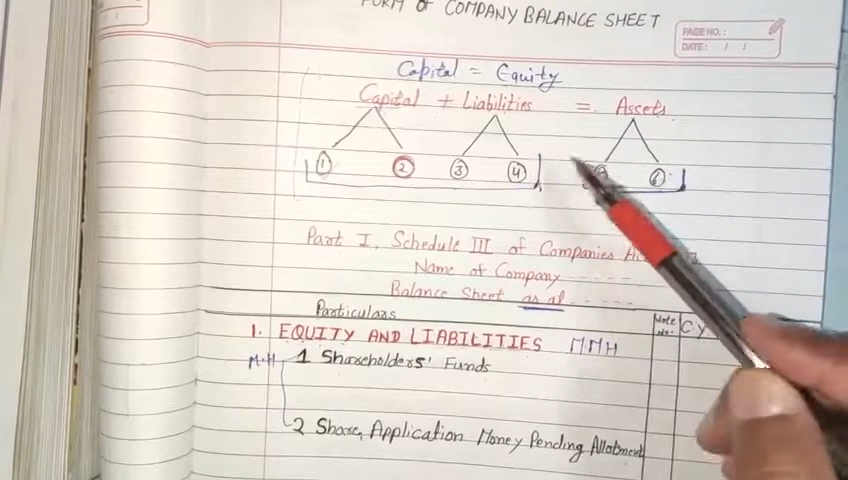 FORM OF COMPANY BALANCE SHEET
PAGE NO.:
DATE: / /
Capital = Equity
Capital + Liabilities = Assets
1 2 3 4 6
Part I, Schedule III of Companies
Name of Company ------
Balance Sheet as at -----
Particulars Note No. C.Y
1. EQUITY AND LIABILITIES M.M.H
M.H 1 Shareholders' Funds
2 Share Application Money Pending Allotment